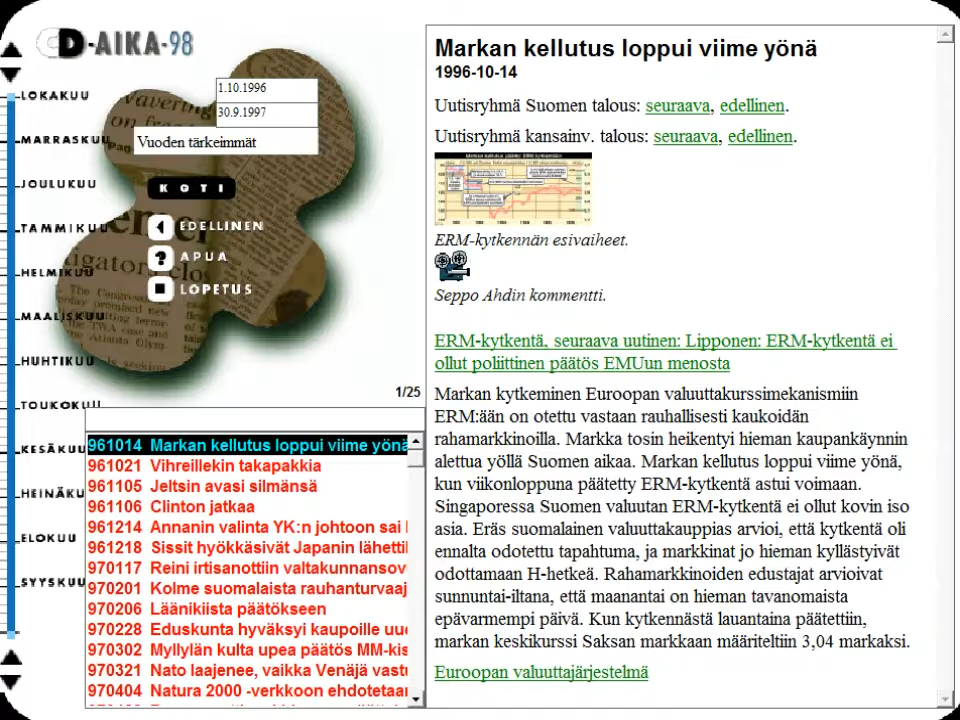 CD-AIKA-98
LOKAKUU
MARRASKUU
JOULUKUU
TAMMIKUU
HELMIKUU
MAALISKUU
HUHTIKUU
TOUKOKUU
KESÄKUU
HEINÄKU
ELOKUU
SYYSKUU
1.10.1996
30.9.1997
Vuoden tärkeimmät
KOTI
EDELLINEN
APUA
LOPETUS
1/25
961014 Markan kellutus loppui viime yönä
961021 Vihreillekin takapakkia
961105 Jeltsin avasi silmänsä
961106 Clinton jatkaa
961214 Annanin valinta YK:n johtoon sai
961218 Sissit hyökkäsivät Japanin lähetti
970117 Reini irtisanottiin valtakunnansov
970201 Kolme suomalaista rauhanturvaaj
970206 Läänikiista päätökseen
970228 Eduskunta hyväksyi kaupoille uu
970302 Myllylän kulta upea päätös MM-kis
970321 Nato laajenee, vaikka Venäjä vast
970404 Natura 2000 -verkkoon ehdotetaa
Markan kellutus loppui viime yönä
1996-10-14
Uutisryhmä Suomen talous: seuraava, edellinen.
Uutisryhmä kansainv. talous: seuraava, edellinen.
ERM-kytkennän esivaiheet.
Seppo Ahdin kommentti.
ERM-kytkentä, seuraava uutinen: Lipponen: ERM-kytkentä ei
ollut poliittinen päätös EMUun menosta
Markan kytkeminen Euroopan valuuttakurssimekanismiin
ERM:ään on otettu vastaan rauhallisesti kaukoidän
rahamarkkinoilla. Markka tosin heikentyi hieman kaupankäynnin
alettua yöllä Suomen aikaa. Markan kellutus loppui viime yönä,
kun viikonloppuna päätetty ERM-kytkentä astui voimaan.
Singaporessa Suomen valuutan ERM-kytkentä ei ollut kovin iso
asia. Eräs suomalainen valuuttakauppias arvioi, että kytkentä oli
ennalta odotettu tapahtuma, ja markkinat jo hieman kyllästyivät
odottamaan H-hetkeä. Rahamarkkinoiden edustajat arvioivat
sunnuntai-iltana, että maanantai on hieman tavanomaista
epävarmempi päivä. Kun kytkennästä lauantaina päätettiin,
markan keskikurssi Saksan markkaan määriteltiin 3,04 markaksi.
Euroopan valuuttajärjestelmä